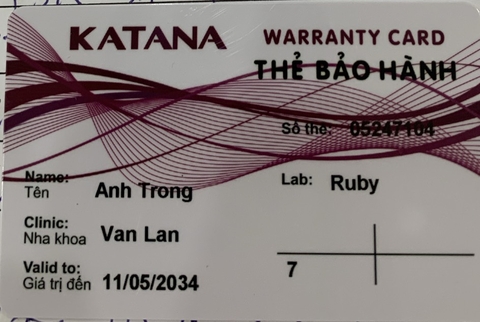 KATANA WARRANTY CARD
THẺ BẢO HÀNH
Số thẻ: 05247104
Name:
Tên Anh Trong
Lab: Ruby
Clinic:
Nha khoa Van Lan
Valid to:
Giá trị đến 11/05/2034
7